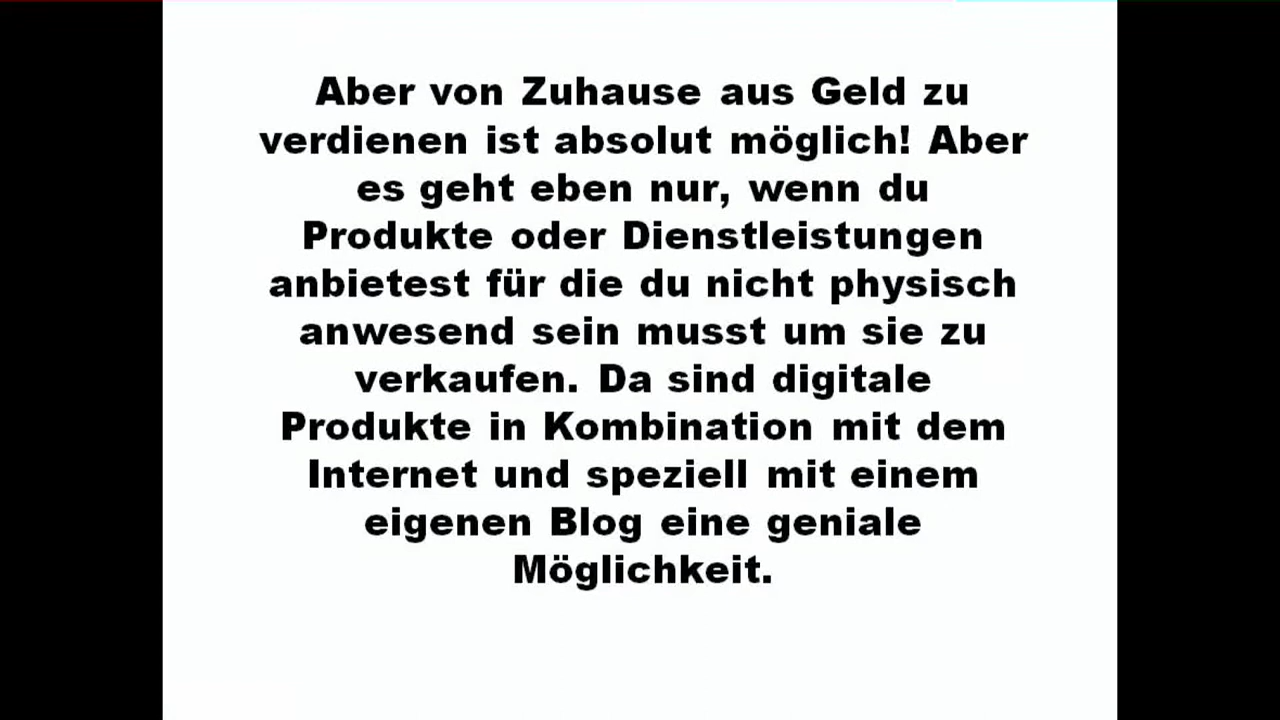 Aber von Zuhause aus Geld zu
verdienen ist absolut möglich! Aber
es geht eben nur, wenn du
Produkte oder Dienstleistungen
anbietest für die du nicht physisch
anwesend sein musst um sie zu
verkaufen. Da sind digitale
Produkte in Kombination mit dem
Internet und speziell mit einem
eigenen Blog eine geniale
Möglichkeit.